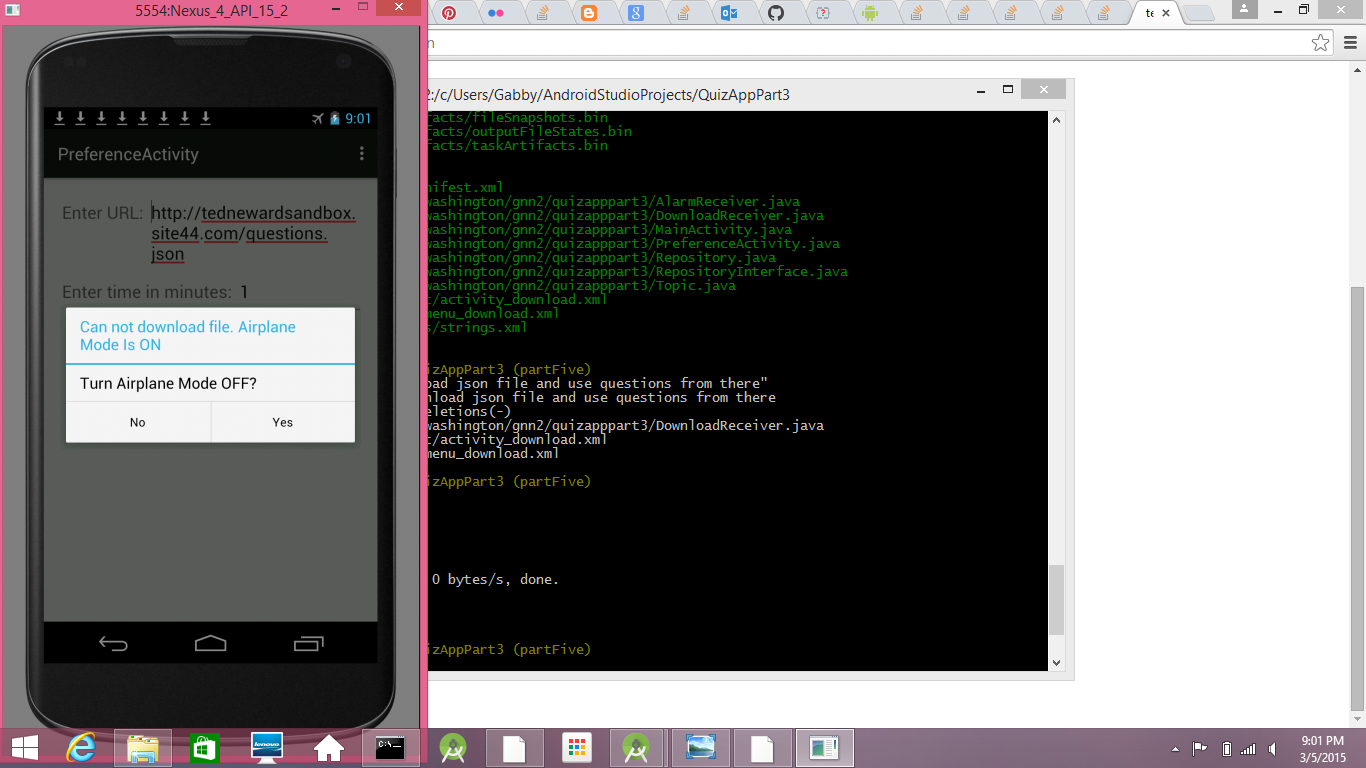 5554:Nexus_4_API_15_2
9:01
PreferenceActivity
Enter URL: http://tednewardsandbox.
site44.com/questions.
json
Enter time in minutes: 1
Can not download file. Airplane
Mode Is ON
Turn Airplane Mode OFF?
No Yes
te
n
2:/c/Users/Gabby/AndroidStudioProjects/QuizAppPart3
facts/fileSnapshots.bin
facts/outputFileStates.bin
facts/taskArtifacts.bin
nifest.xml
washington/gnn2/quizapppart3/AlarmReceiver.java
washington/gnn2/quizapppart3/DownloadReceiver.java
washington/gnn2/quizapppart3/MainActivity.java
washington/gnn2/quizapppart3/PreferenceActivity.java
washington/gnn2/quizapppart3/Repository.java
washington/gnn2/quizapppart3/RepositoryInterface.java
washington/gnn2/quizapppart3/Topic.java
t/activity_download.xml
menu_download.xml
s/strings.xml
izAppPart3 (partFive)
oad json file and use questions from there"
nload json file and use questions from there
eletions(-)
washington/gnn2/quizapppart3/DownloadReceiver.java
t/activity_download.xml
menu_download.xml
izAppPart3 (partFive)
0 bytes/s, done.
izAppPart3 (partFive)
lenovo
C:\_
9:01 PM
3/5/2015